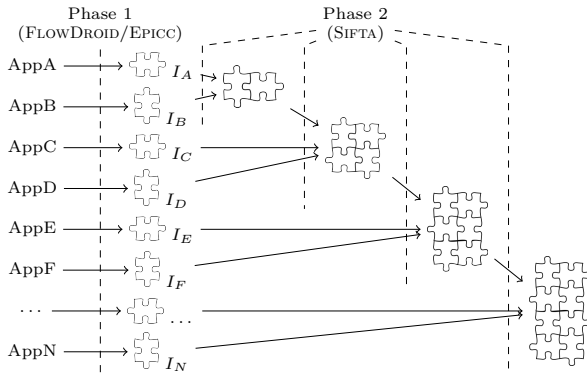 Phase 1
(FLOWDROID/EPICC)
Phase 2
(SIFTA)
AppA I_A
AppB I_B
AppC I_C
AppD I_D
AppE I_E
AppF I_F
... ...
AppN I_N